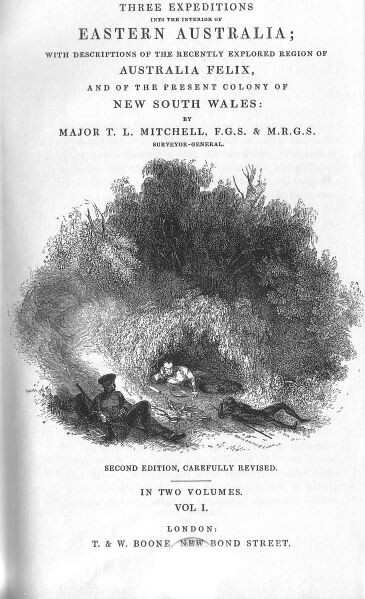 THREE EXPEDITIONS
INTO THE INTERIOR OF
EASTERN AUSTRALIA;
WITH DESCRIPTIONS OF THE RECENTLY EXPLORED REGION OF
AUSTRALIA FELIX,
AND OF THE PRESENT COLONY OF
NEW SOUTH WALES:
BY
MAJOR T. L. MITCHELL, F.G.S. & M.R.G.S.
SURVEYOR-GENERAL.
SECOND EDITION, CAREFULLY REVISED.
IN TWO VOLUMES.
VOL I.
LONDON:
T. & W. BOONE, NEW BOND STREET.